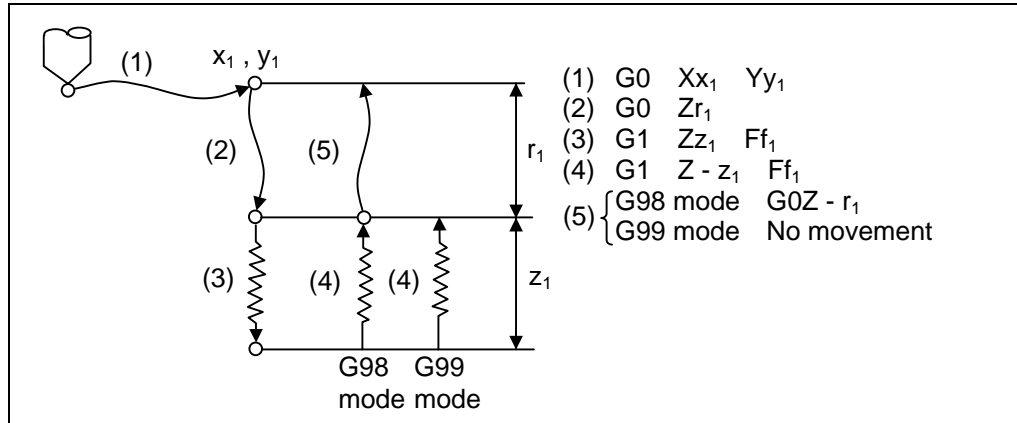 (1)
x₁ , y₁
(2)
(5)
r₁
(3)
(4)
(4)
z₁
G98 mode
G99 mode
(1) G0 Xx₁ Yy₁
(2) G0 Zr₁
(3) G1 Zz₁ Ff₁
(4) G1 Z - z₁ Ff₁
(5) G98 mode G0Z - r₁
G99 mode No movement